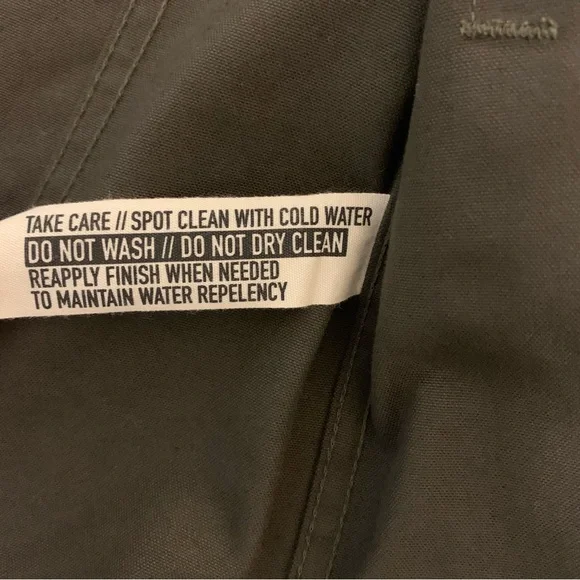 TAKE CARE // SPOT CLEAN WITH COLD WATER
DO NOT WASH // DO NOT DRY CLEAN
REAPPLY FINISH WHEN NEEDED
TO MAINTAIN WATER REPELENCY